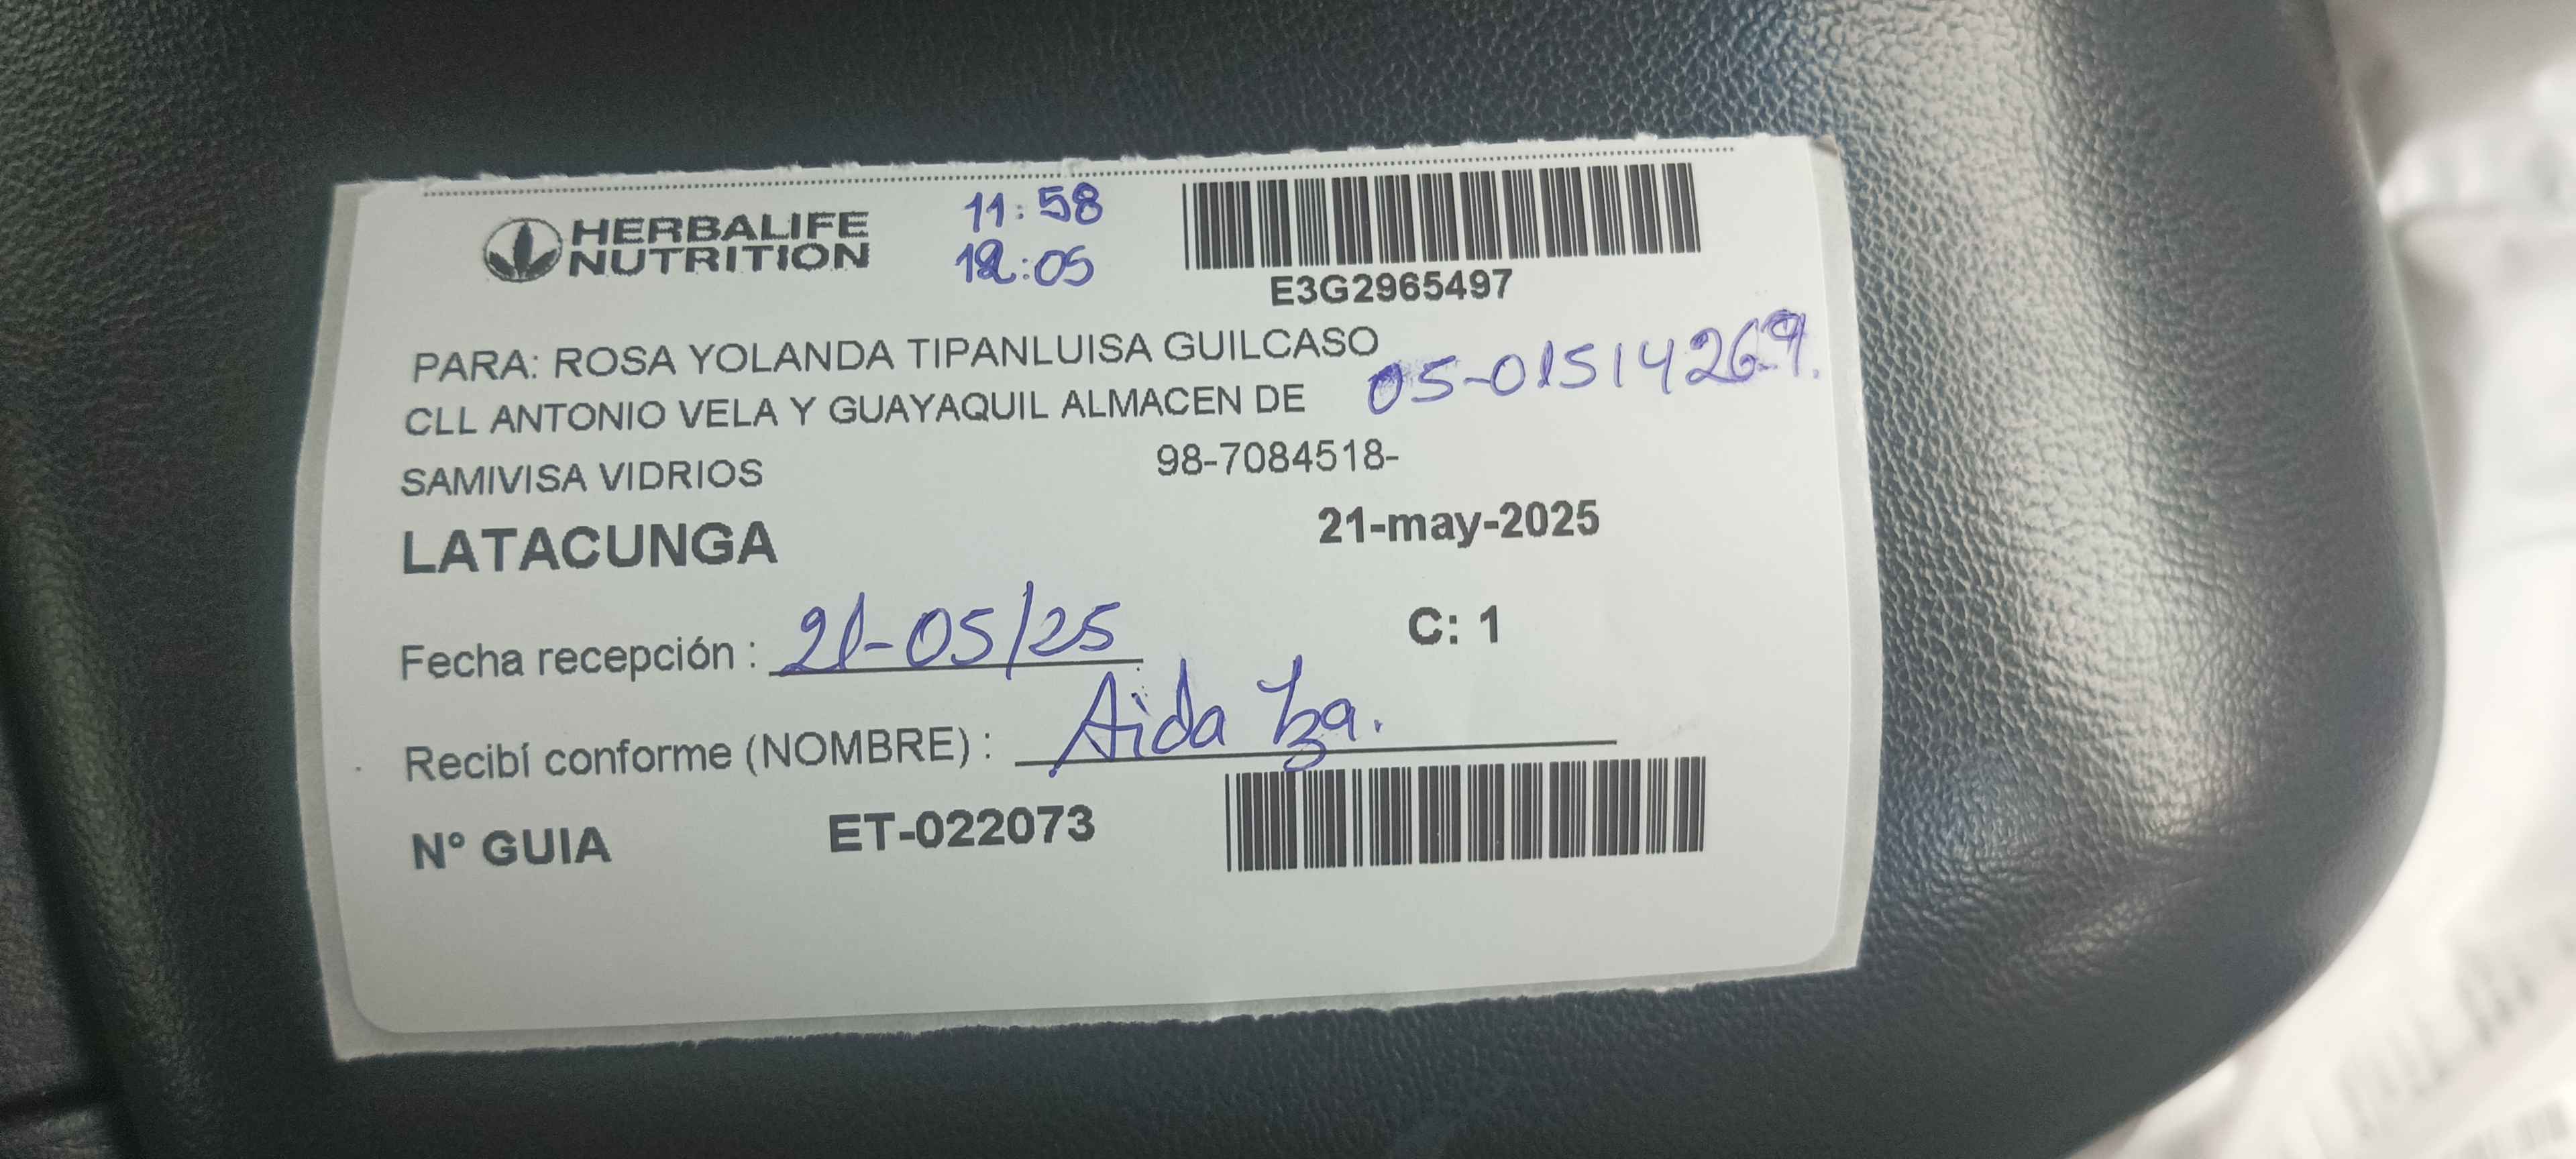 HERBALIFE
NUTRITION
11:58
12:05
E3G2965497
PARA: ROSA YOLANDA TIPANLUISA GUILCASO
05-01514269.
CLL ANTONIO VELA Y GUAYAQUIL ALMACEN DE
SAMIVISA VIDRIOS
98-7084518-
LATACUNGA
21-may-2025
Fecha recepción : 21-05/25
C: 1
Recibí conforme (NOMBRE) : Aida Iza.
N° GUIA ET-022073